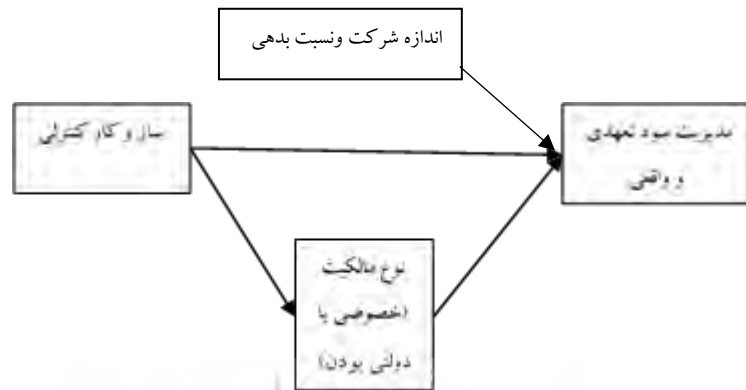 اندازه شرکت ونسبت بدهی
ساز و کار کنترلی
مدیریت سود تعهدی
و واقعی
نوع مالکیت
(خصوصی یا
دولتی بودن)